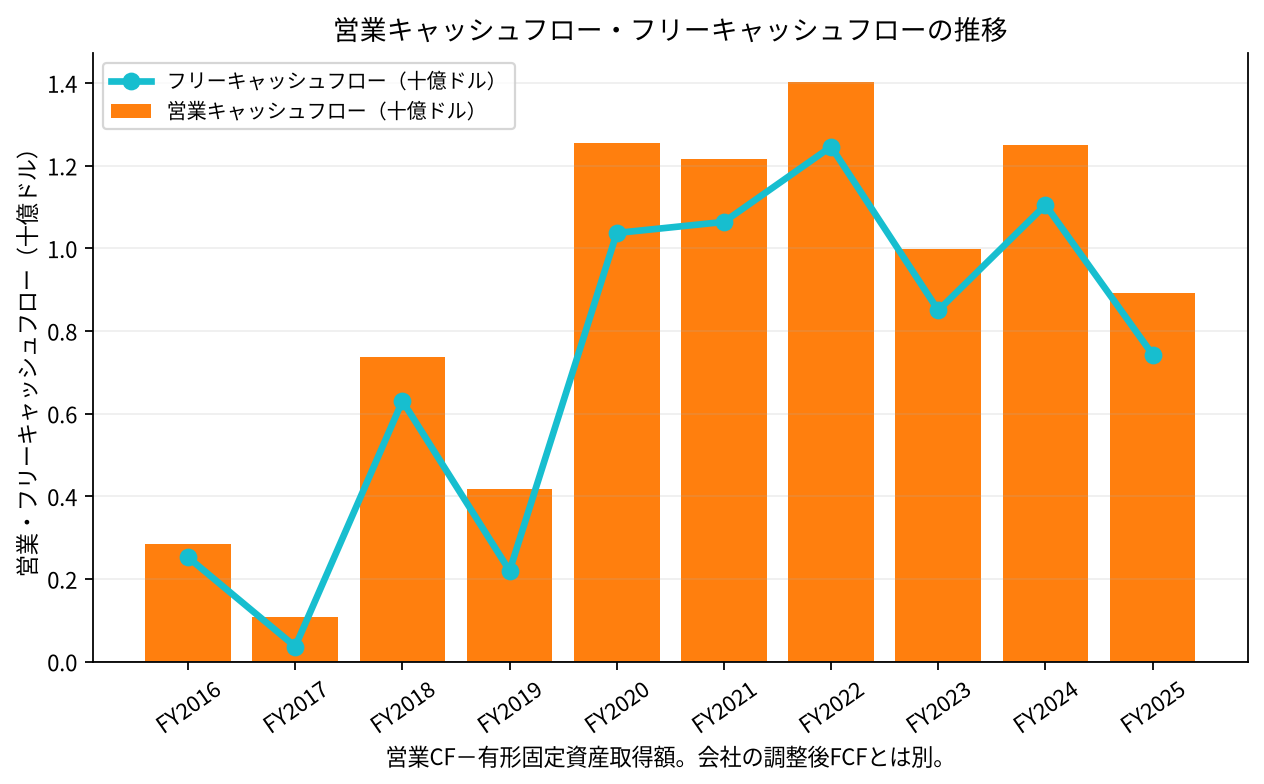 営業キャッシュフロー・フリーキャッシュフローの推移
フリーキャッシュフロー（十億ドル）
営業キャッシュフロー（十億ドル）
営業・フリーキャッシュフロー（十億ドル）
1.4
1.2
1.0
0.8
0.6
0.4
0.2
0.0
FY2016
FY2017
FY2018
FY2019
FY2020
FY2021
FY2022
FY2023
FY2024
FY2025
営業CF－有形固定資産取得額。会社の調整後FCFとは別。